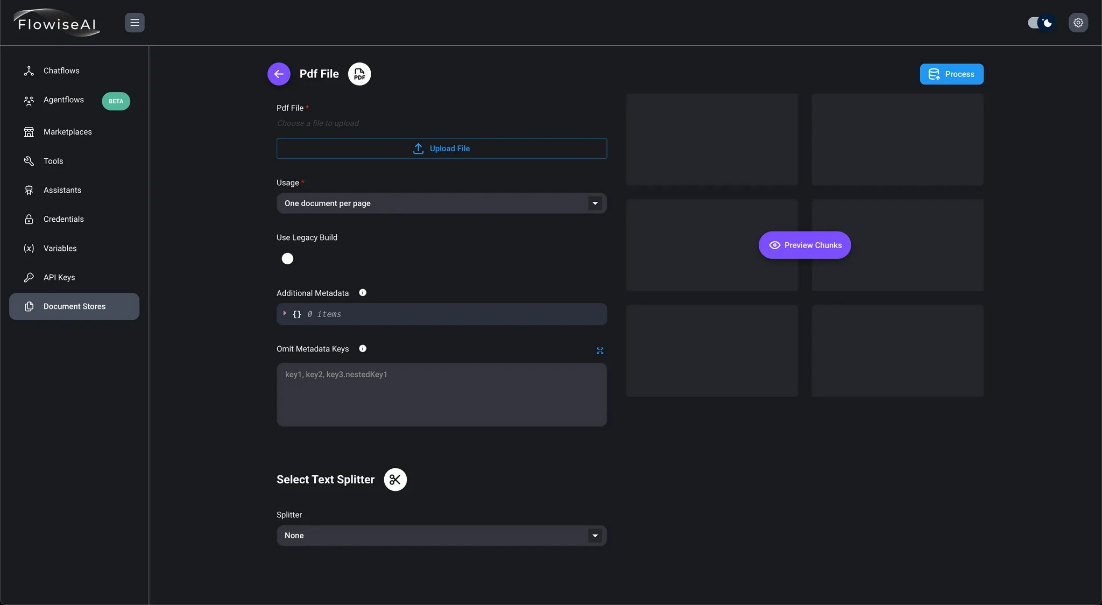 FlowiseAI
Chatflows
Agentflows BETA
Marketplaces
Tools
Assistants
Credentials
(x) Variables
API Keys
Document Stores
Pdf File PDF
Process
Pdf File *
Choose a file to upload
Upload File
Usage *
One document per page
Use Legacy Build
Additional Metadata
{} 0 items
Omit Metadata Keys
key1, key2, key3.nestedKey1
Preview Chunks
Select Text Splitter
Splitter
None